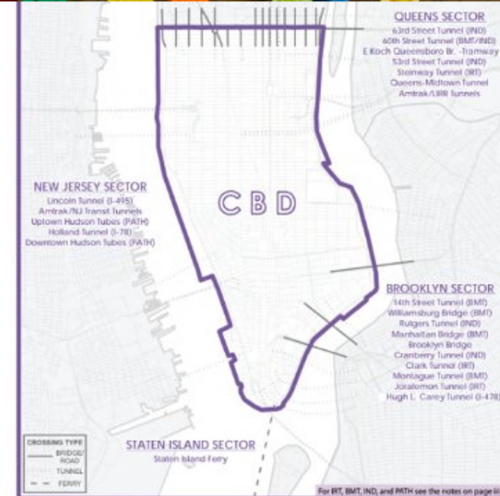 QUEENS SECTOR
63rd Street Tunnel (IND)
60th Street Tunnel (BMT/IND)
E Koch Queensboro Br. -Tramway
53rd Street Tunnel (IND)
Steinway Tunnel (IRT)
Queens-Midtown Tunnel
Amtrak/LIRR Tunnels
CBD
NEW JERSEY SECTOR
Lincoln Tunnel (I-495)
Amtrak/NJ Transit Tunnels
Uptown Hudson Tubes (PATH)
Holland Tunnel (I-78)
Downtown Hudson Tubes (PATH)
BROOKLYN SECTOR
14th Street Tunnel (BMT)
Williamsburg Bridge (BMT)
Rutgers Tunnel (IND)
Manhattan Bridge (BMT)
Brooklyn Bridge
Cranberry Tunnel (IND)
Clark Tunnel (IRT)
Montague Tunnel (BMT)
Joralemon Tunnel (IRT)
Hugh L. Carey Tunnel (I-478)
STATEN ISLAND SECTOR
Staten Island Ferry
CROSSING TYPE
BRIDGE/
ROAD
TUNNEL
FERRY
For IRT, BMT, IND, and PATH see the notes on page